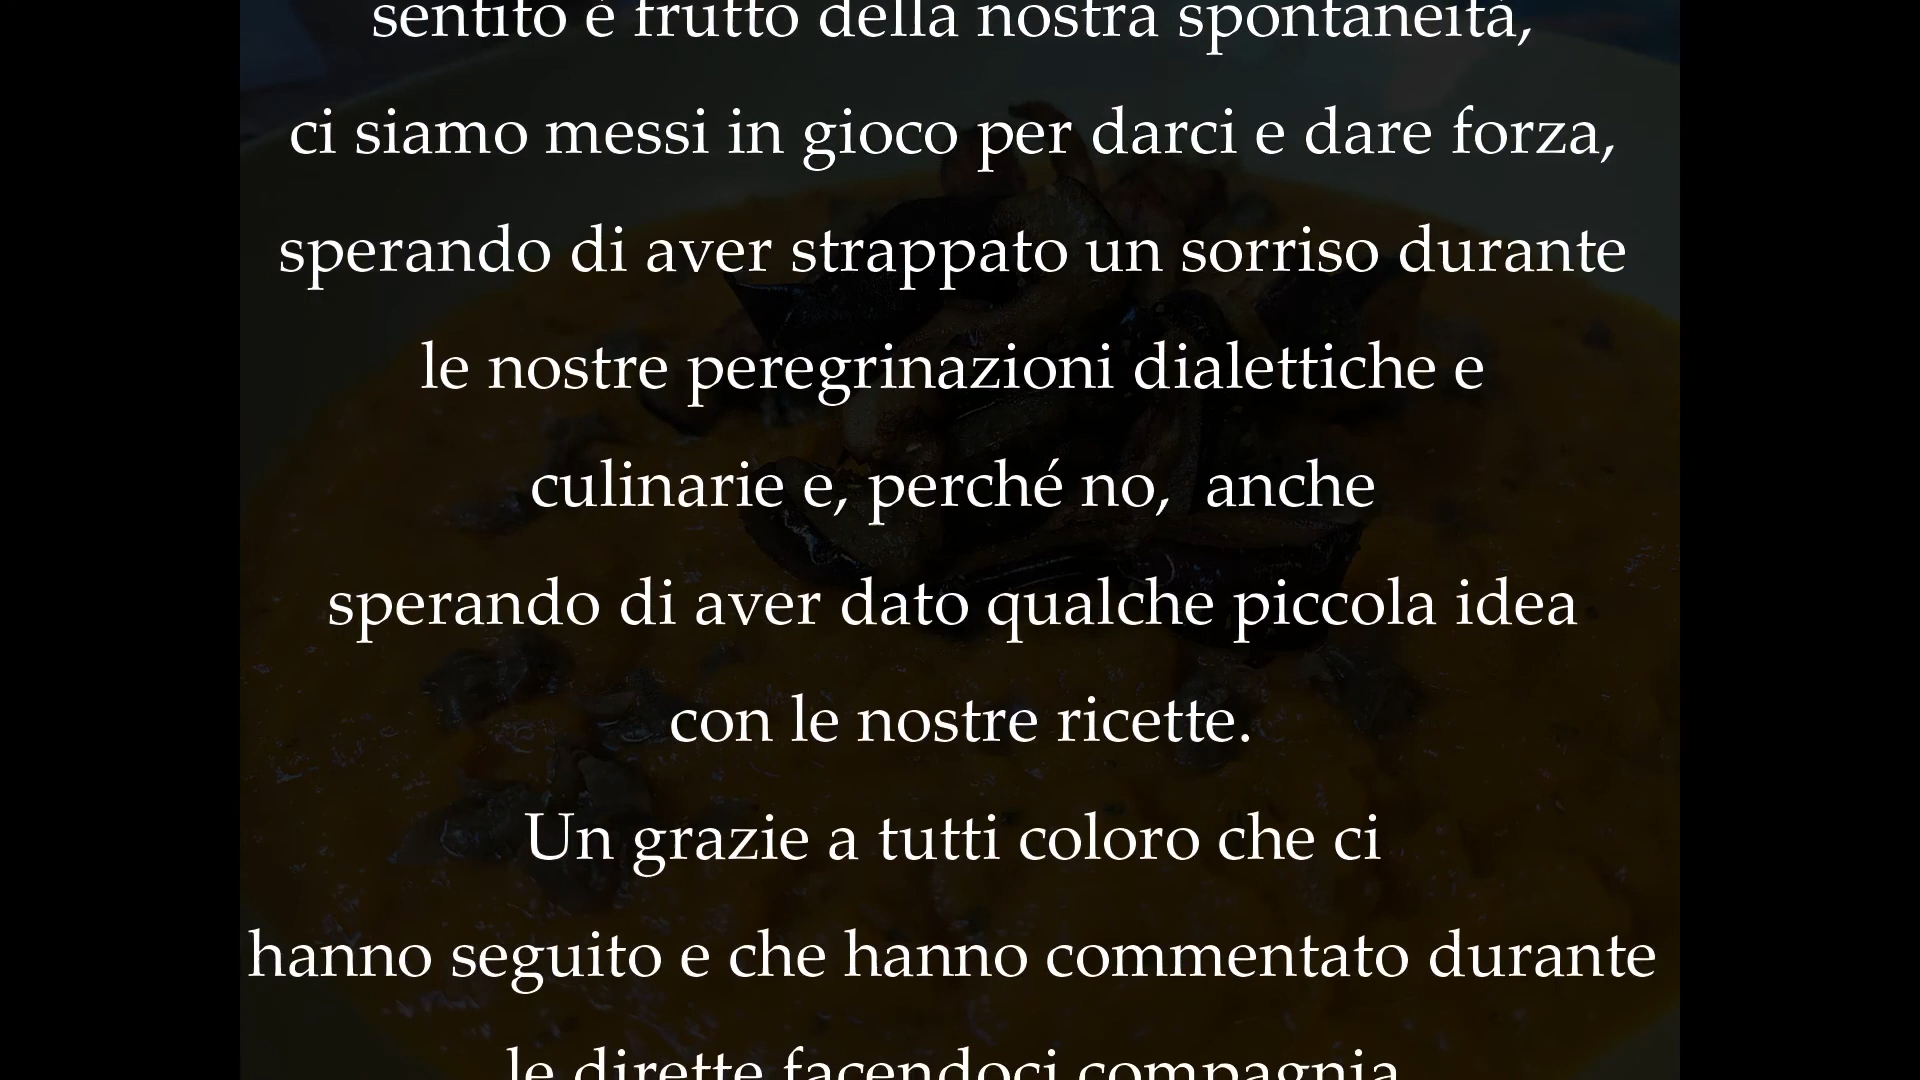 sentito è frutto della nostra spontaneità,
ci siamo messi in gioco per darci e dare forza,
sperando di aver strappato un sorriso durante
le nostre peregrinazioni dialettiche e
culinarie e, perché no,  anche
sperando di aver dato qualche piccola idea
con le nostre ricette.
Un grazie a tutti coloro che ci
hanno seguito e che hanno commentato durante
le dirette facendoci compagnia